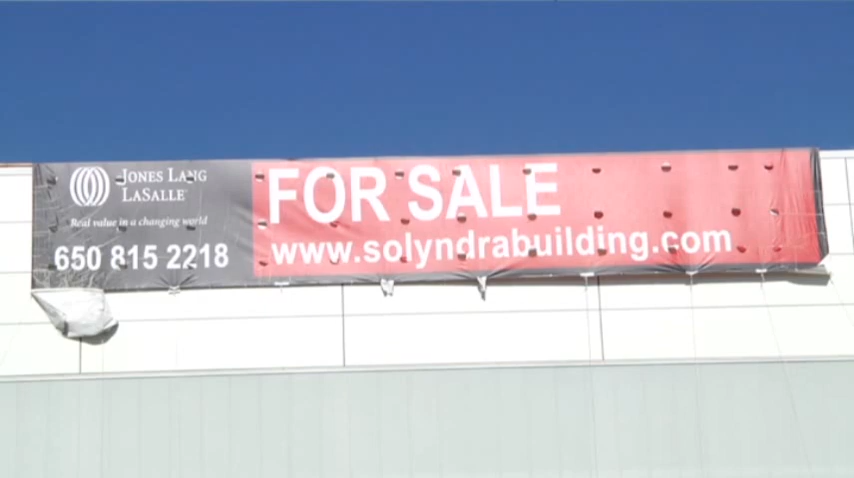 JONES LANG
LASALLE
Real value in a changing world
650 815 2218
FOR SALE
www.solyndrabuilding.com